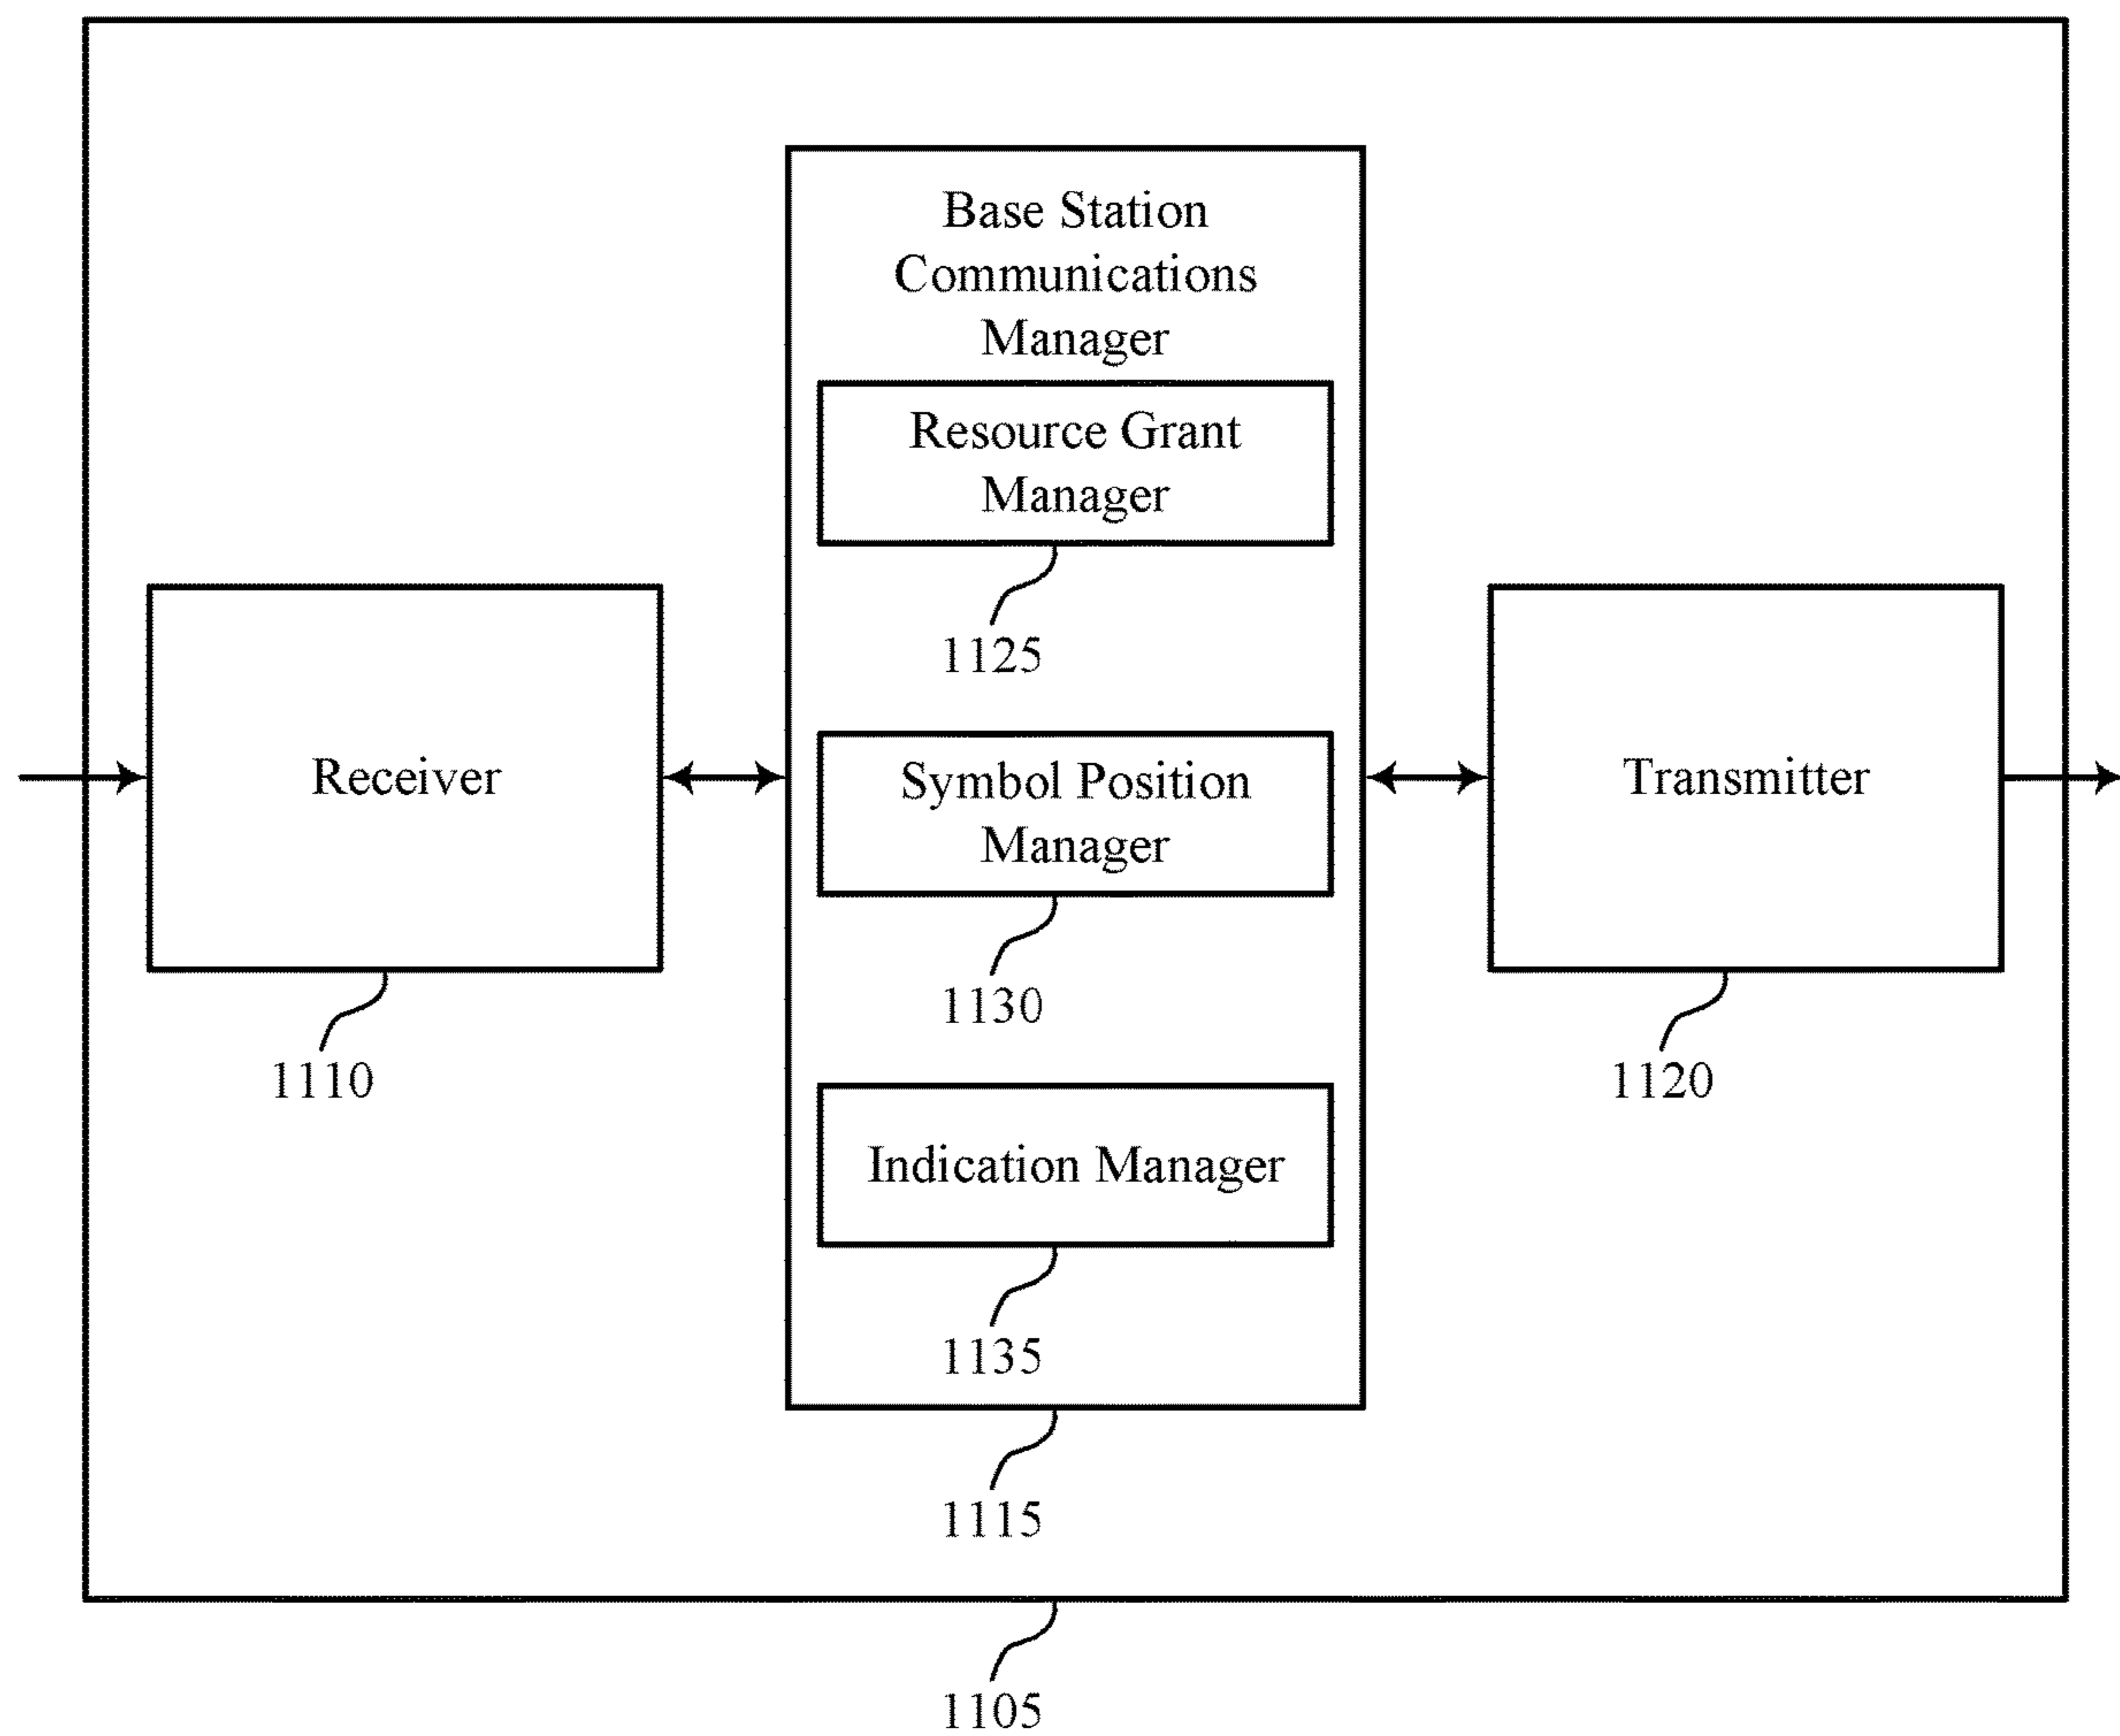 Base Station
Communications
Manager
Resource Grant
Manager
1125
Receiver
1110
Symbol Position
Manager
1130
Transmitter
1120
Indication Manager
1135
1115
1105